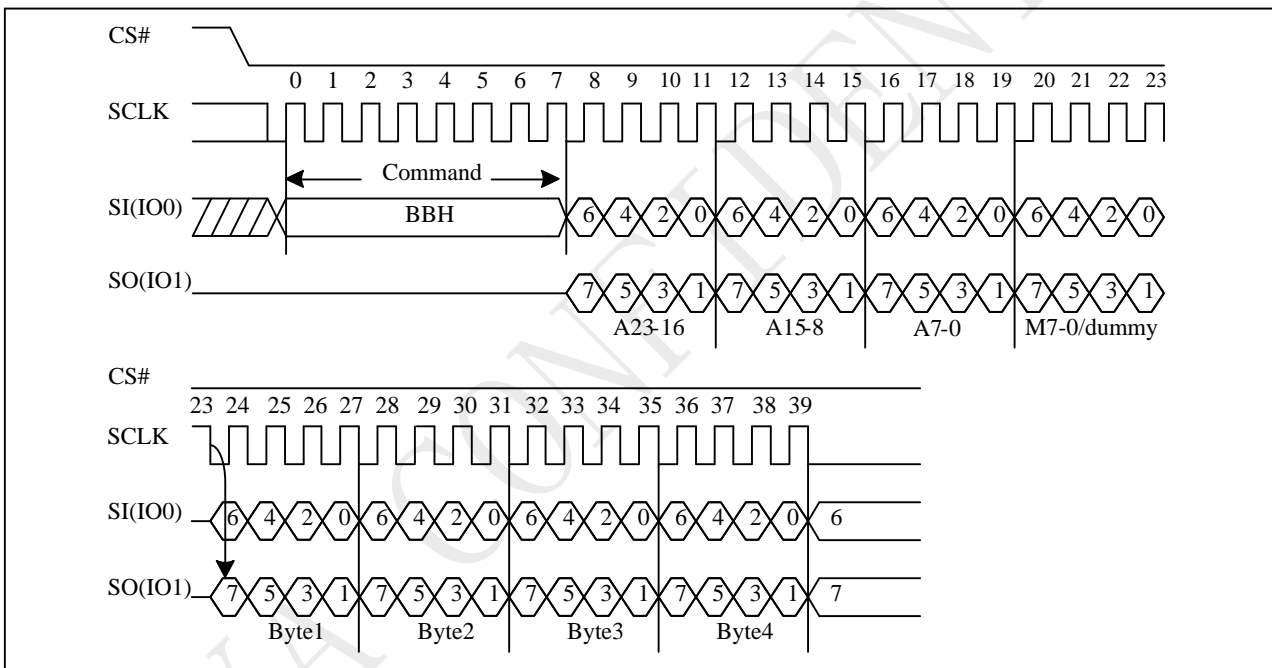 CS#
0 1 2 3 4 5 6 7 8 9 10 11 12 13 14 15 16 17 18 19 20 21 22 23
SCLK
Command
SI(IO0) BBH 6 4 2 0 6 4 2 0 6 4 2 0 6 4 2 0
SO(IO1) 7 5 3 1 7 5 3 1 7 5 3 1 7 5 3 1
A23-16 A15-8 A7-0 M7-0/dummy
CS#
23 24 25 26 27 28 29 30 31 32 33 34 35 36 37 38 39
SCLK
SI(IO0) 6 4 2 0 6 4 2 0 6 4 2 0 6 4 2 0 6
SO(IO1) 7 5 3 1 7 5 3 1 7 5 3 1 7 5 3 1 7
Byte1 Byte2 Byte3 Byte4